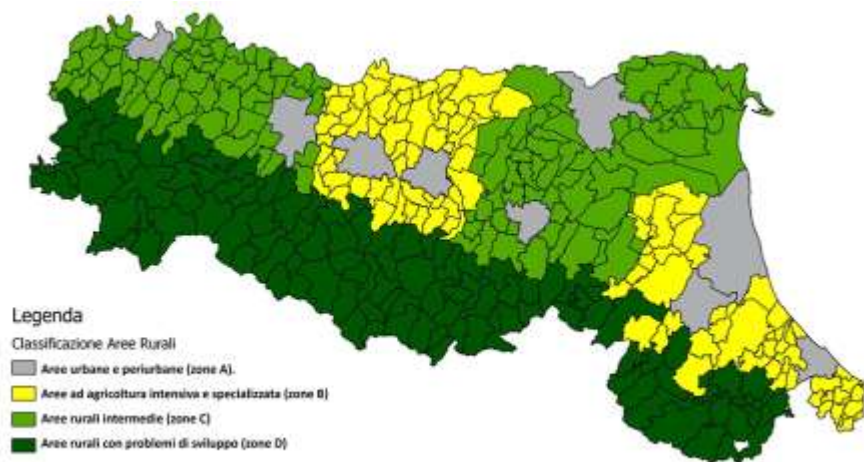 Legenda
Classificazione Aree Rurali
Aree urbane e periurbane (zone A).
Aree ad agricoltura intensiva e specializzata (zone B)
Aree rurali intermedie (zone C)
Aree rurali con problemi di sviluppo (zone D)